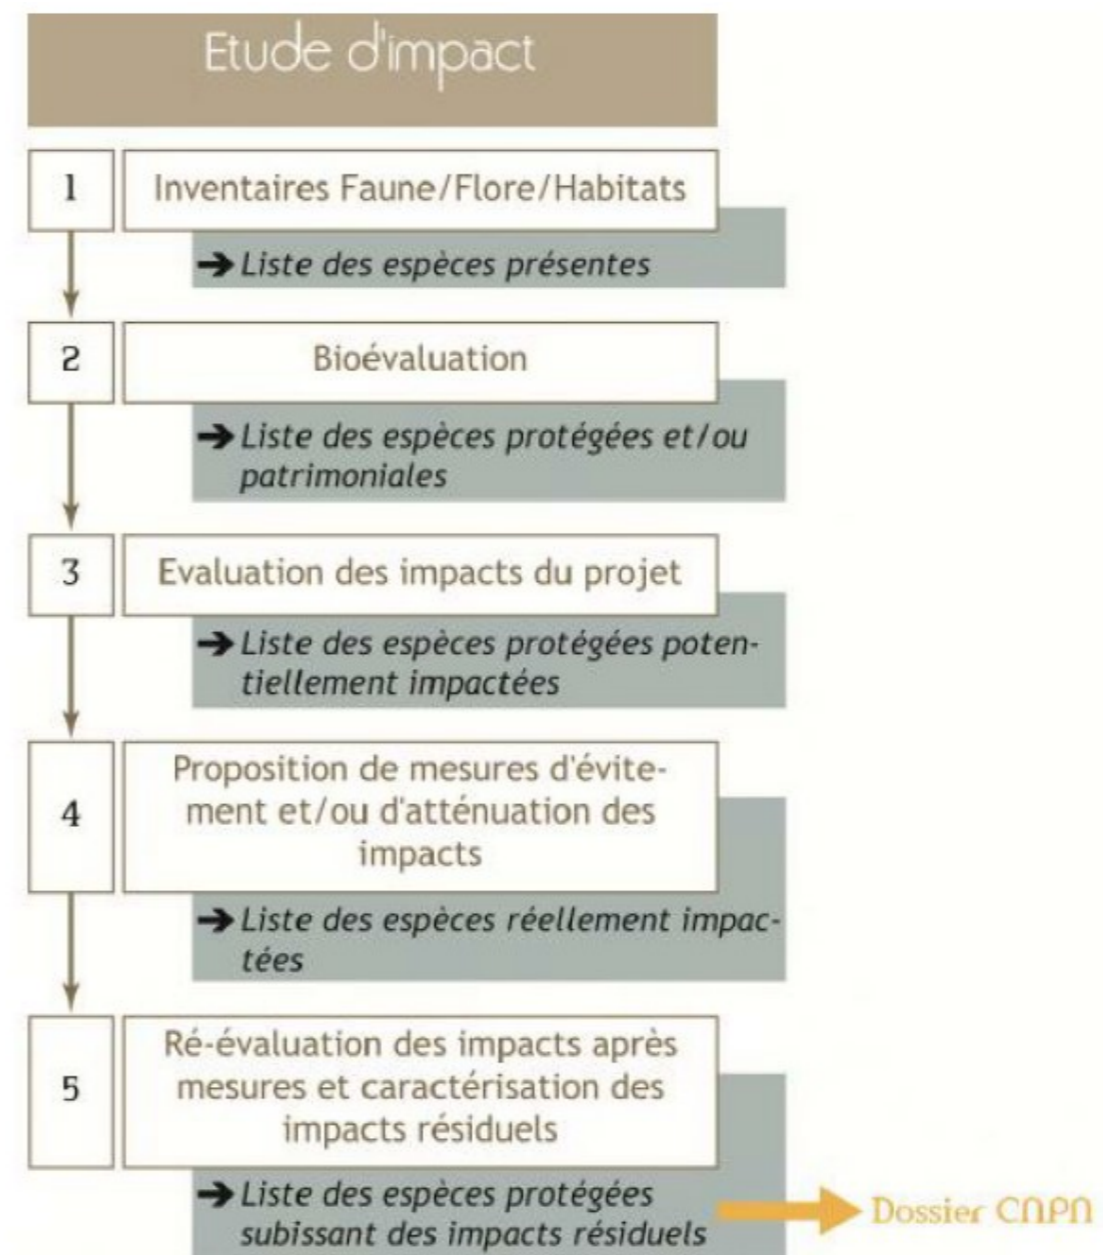 Etude d'impact
1
Inventaires Faune/Flore/Habitats
➔ Liste des espèces présentes
2
Bioévaluation
➔ Liste des espèces protégées et/ou
patrimoniales
3
Evaluation des impacts du projet
➔ Liste des espèces protégées poten-
tiellement impactées
4
Proposition de mesures d'évite-
ment et/ou d'atténuation des
impacts
➔ Liste des espèces réellement impac-
tées
5
Ré-évaluation des impacts après
mesures et caractérisation des
impacts résiduels
➔ Liste des espèces protégées
subissant des impacts résiduels
Dossier CNPN